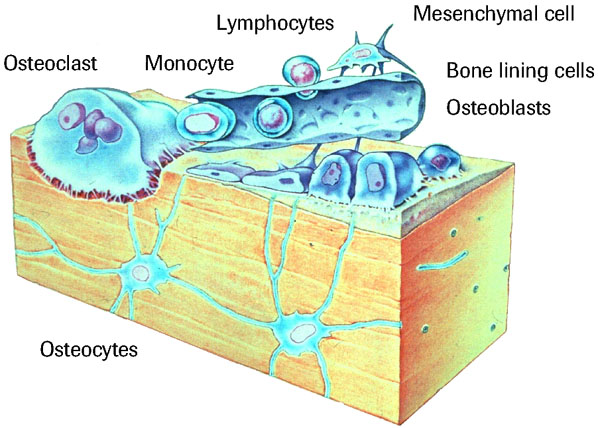 Mesenchymal cell
Lymphocytes
Osteoclast
Monocyte
Bone lining cells
Osteoblasts
Osteocytes